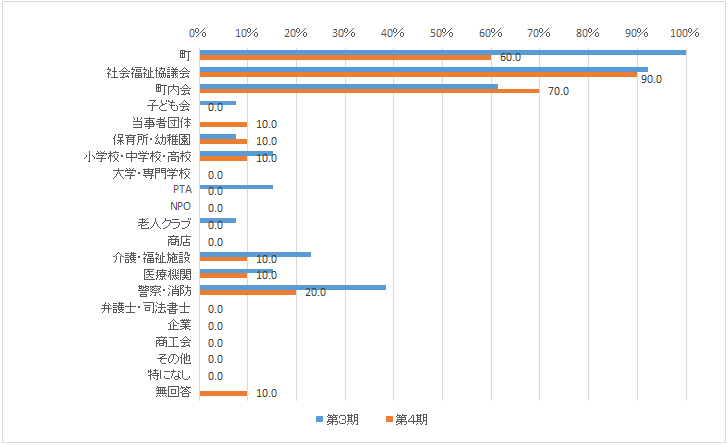 0% 10% 20% 30% 40% 50% 60% 70% 80% 90% 100%
町 60.0
社会福祉協議会 90.0
町内会 70.0
子ども会 0.0
当事者団体 10.0
保育所・幼稚園 10.0
小学校・中学校・高校 10.0
大学・専門学校 0.0
PTA 0.0
NPO 0.0
老人クラブ 0.0
商店 0.0
介護・福祉施設 10.0
医療機関 10.0
警察・消防 20.0
弁護士・司法書士 0.0
企業 0.0
商工会 0.0
その他 0.0
特になし 0.0
無回答 10.0
第3期 第4期